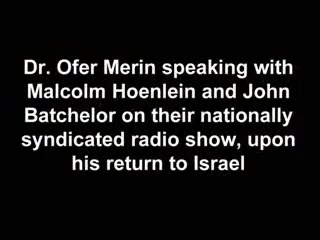 Dr. Ofer Merin speaking with
Malcolm Hoenlein and John
Batchelor on their nationally
syndicated radio show, upon
his return to Israel